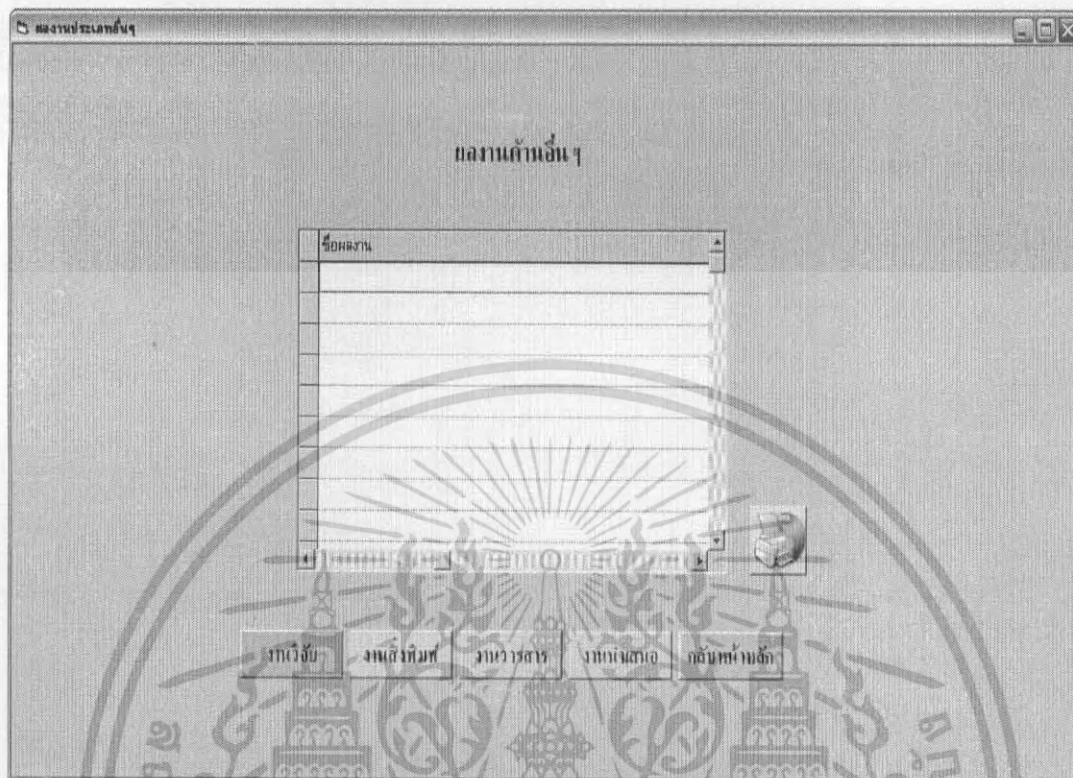 ผลงานประเภทอื่นๆ
ผลงานด้านอื่น ๆ
ชื่อผลงาน
งานวิจัย งานสิ่งพิมพ์ งานวารสาร งานนำเสนอ กลับหน้าหลัก